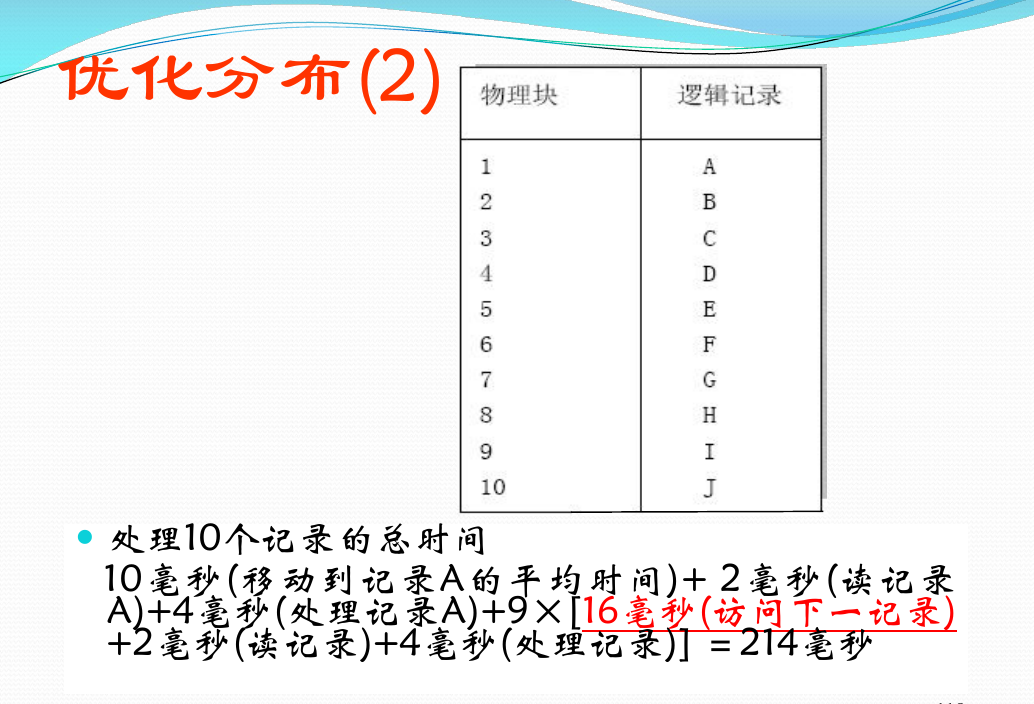 优化分布(2)
物理块 逻辑记录
1 A
2 B
3 C
4 D
5 E
6 F
7 G
8 H
9 I
10 J
处理10个记录的总时间
10毫秒(移动到记录A的平均时间)+ 2毫秒(读记录
A)+4毫秒(处理记录A)+9×[16毫秒(访问下一记录)
+2毫秒(读记录)+4毫秒(处理记录)] = 214毫秒